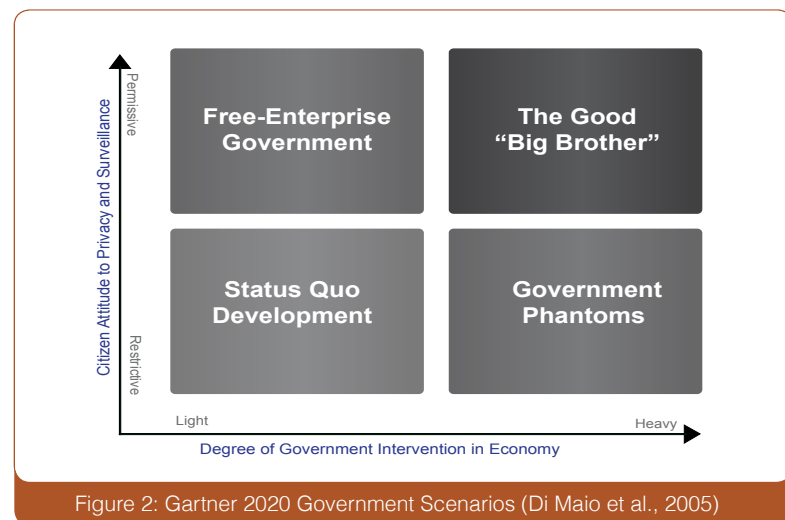 Citizen Attitude to Privacy and Surveillance
Permissive
Restrictive
Free-Enterprise
Government
The Good
“Big Brother”
Status Quo
Development
Government
Phantoms
Light
Heavy
Degree of Government Intervention in Economy
Figure 2: Gartner 2020 Government Scenarios (Di Maio et al., 2005)